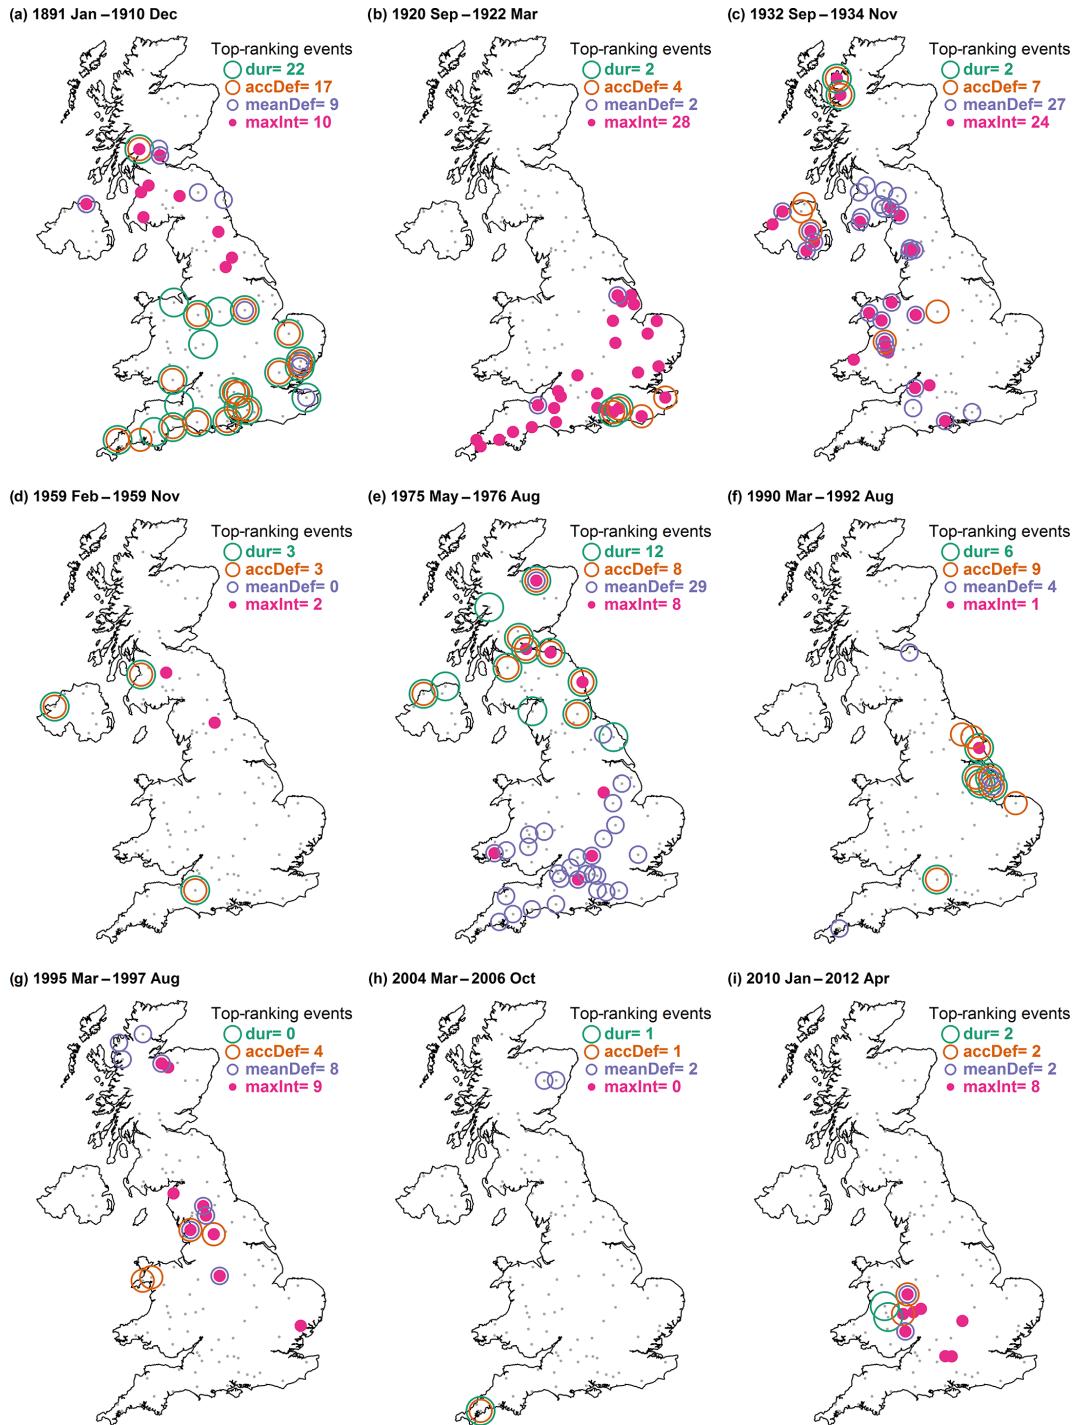 (a) 1891 Jan – 1910 Dec
Top-ranking events
dur= 22
accDef= 17
meanDef= 9
maxInt= 10
(b) 1920 Sep – 1922 Mar
Top-ranking events
dur= 2
accDef= 4
meanDef= 2
maxInt= 28
(c) 1932 Sep – 1934 Nov
Top-ranking events
dur= 2
accDef= 7
meanDef= 27
maxInt= 24
(d) 1959 Feb – 1959 Nov
Top-ranking events
dur= 3
accDef= 3
meanDef= 0
maxInt= 2
(e) 1975 May – 1976 Aug
Top-ranking events
dur= 12
accDef= 8
meanDef= 29
maxInt= 8
(f) 1990 Mar – 1992 Aug
Top-ranking events
dur= 6
accDef= 9
meanDef= 4
maxInt= 1
(g) 1995 Mar – 1997 Aug
Top-ranking events
dur= 0
accDef= 4
meanDef= 8
maxInt= 9
(h) 2004 Mar – 2006 Oct
Top-ranking events
dur= 1
accDef= 1
meanDef= 2
maxInt= 0
(i) 2010 Jan – 2012 Apr
Top-ranking events
dur= 2
accDef= 2
meanDef= 2
maxInt= 8